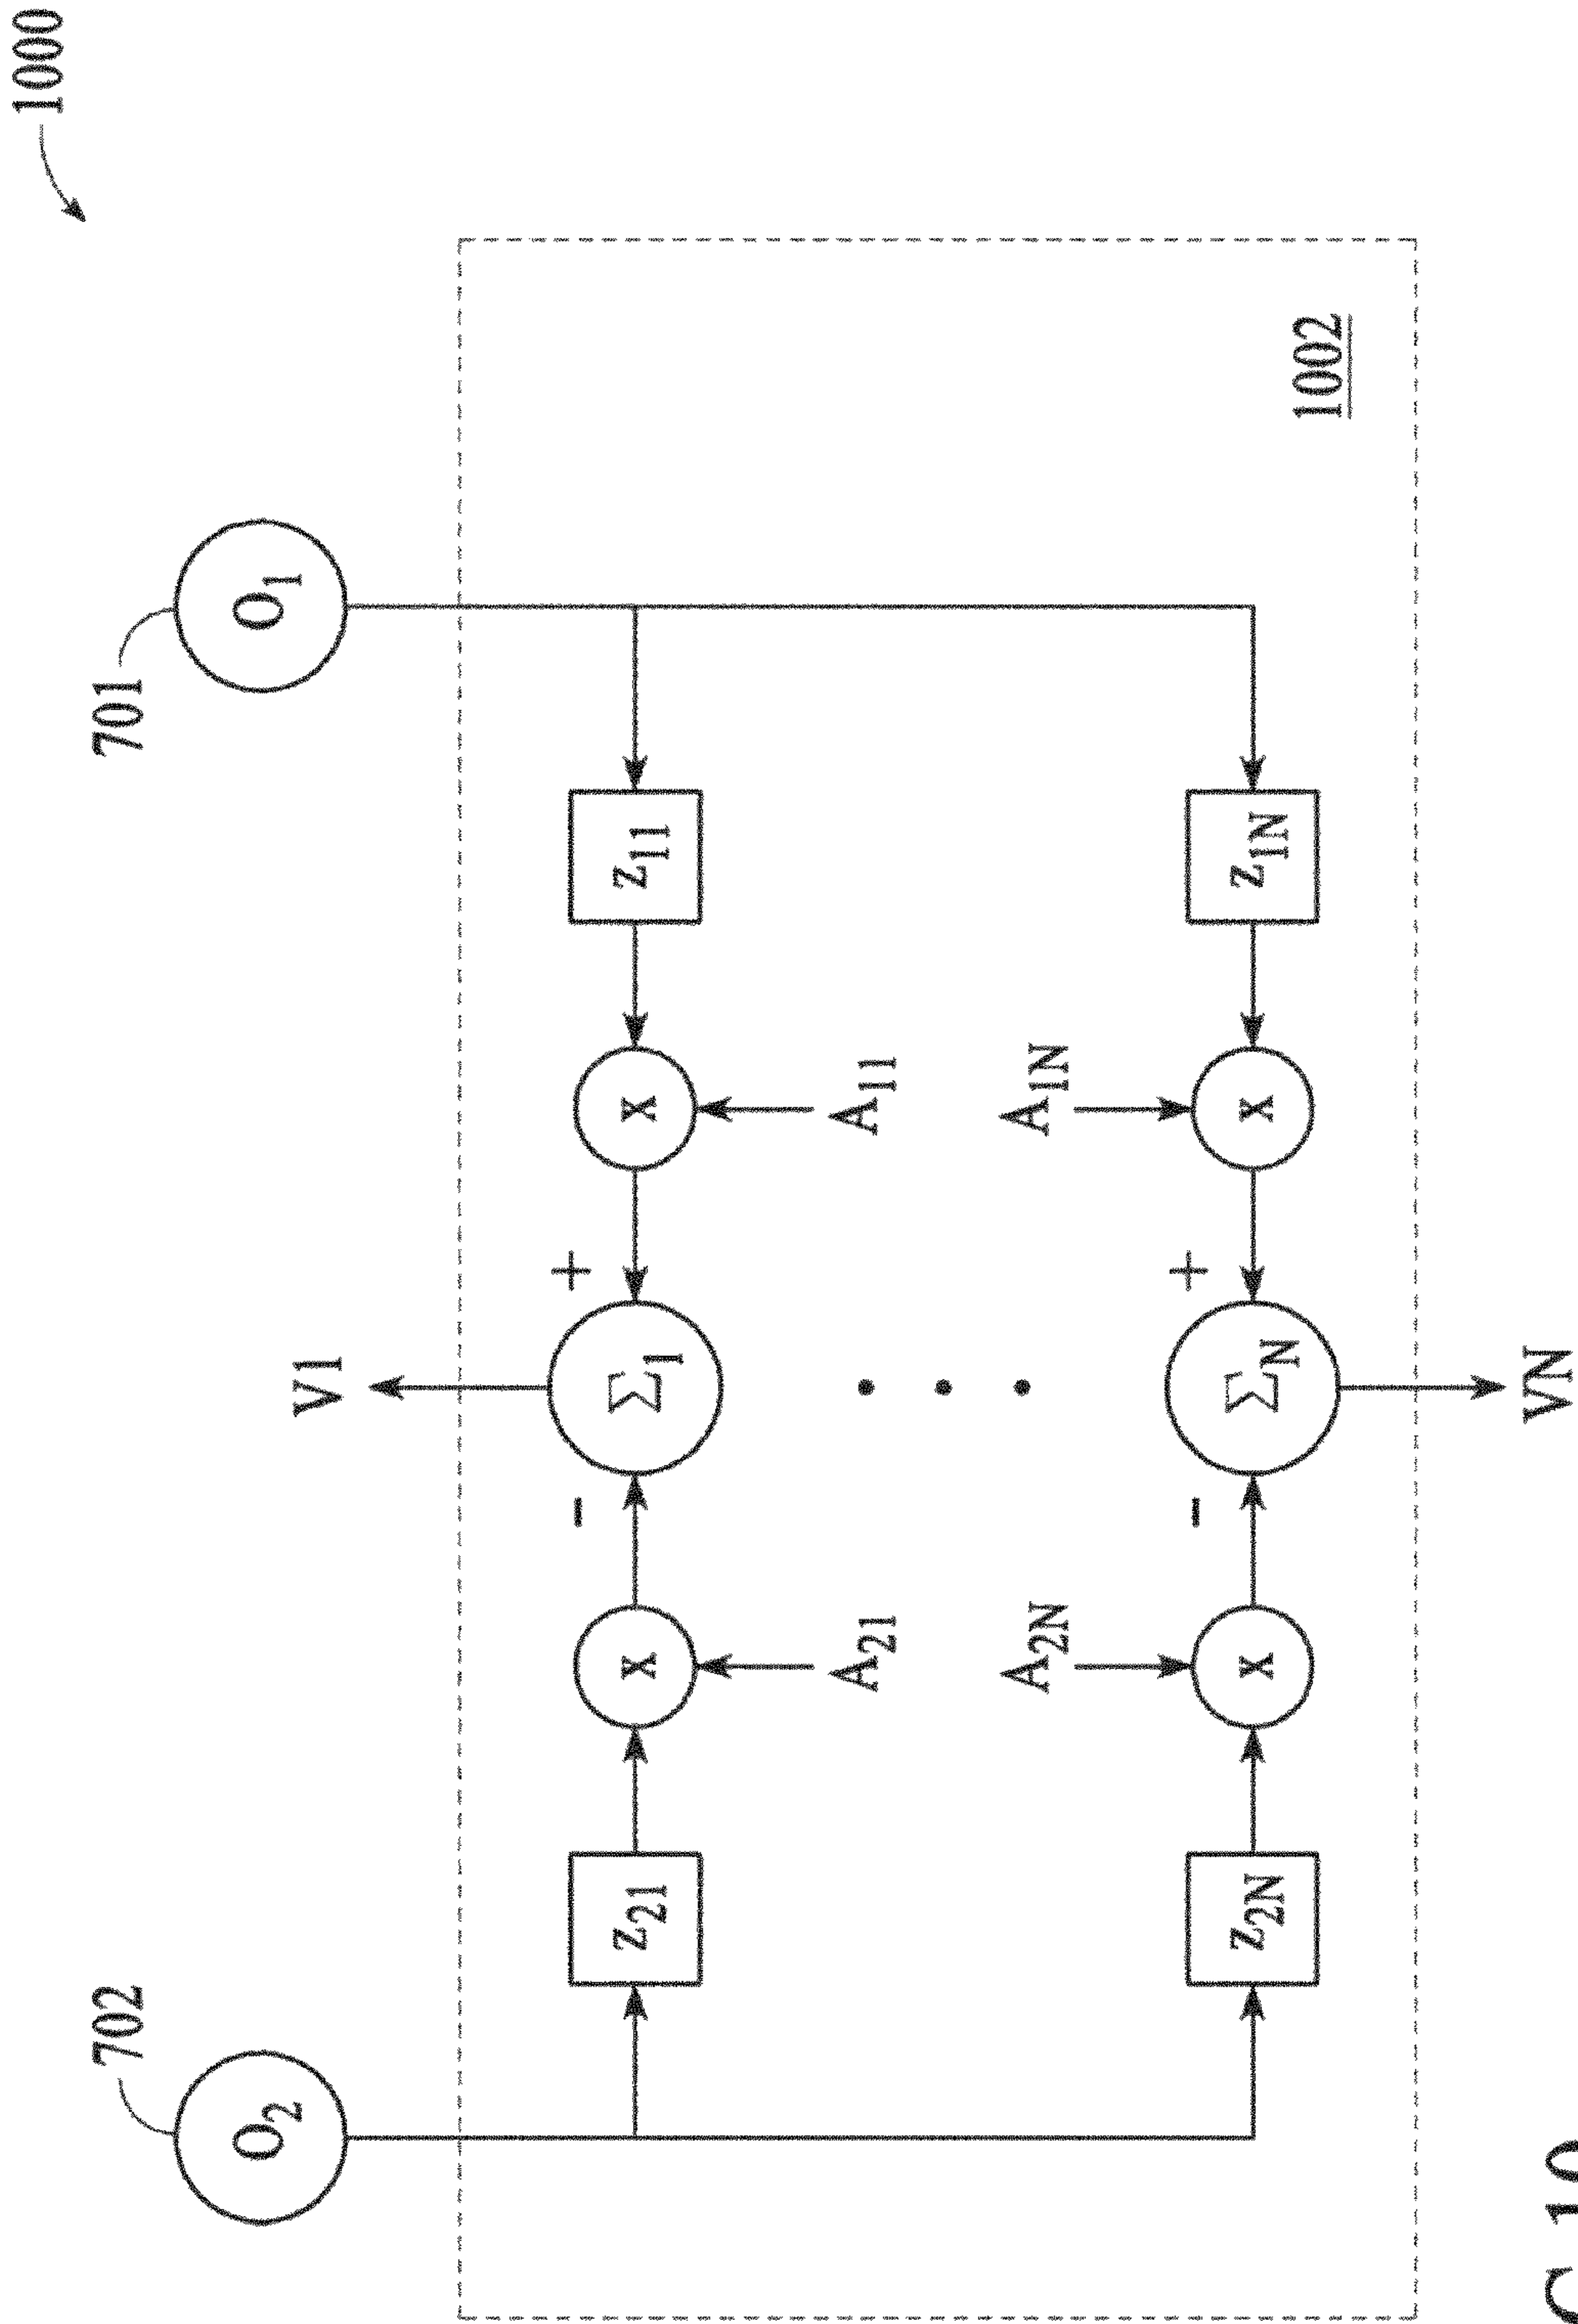 1000
702
701
O₂
O₁
V1
- +
z₂₁ x Σ₁ x z₁₁
A₂₁ A₁₁
• • •
A₂N A₁N
- +
z₂N x ΣN x z₁N
1002
VN